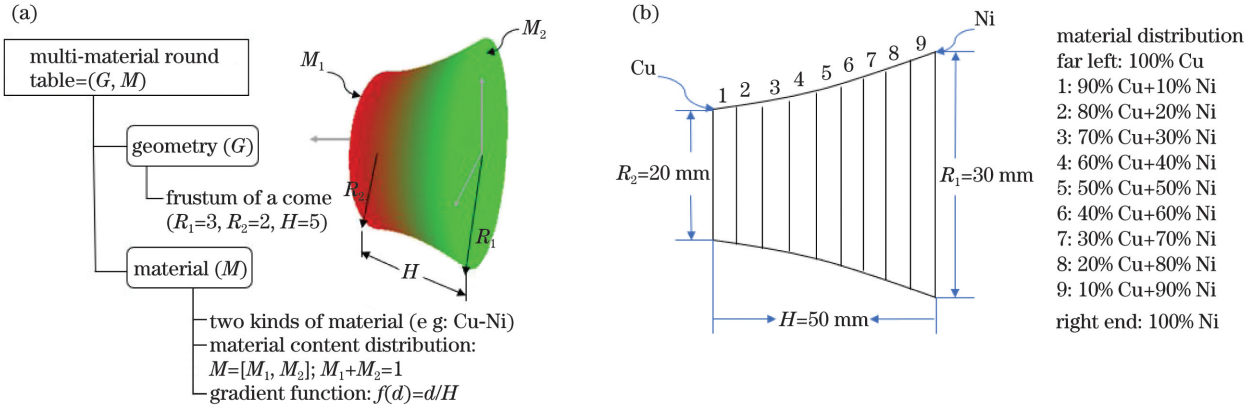 (a)
multi-material round
table=(G, M)
geometry (G)
frustum of a come
(R₁=3, R₂=2, H=5)
material (M)
two kinds of material (e g: Cu-Ni)
material content distribution:
M=[M₁, M₂]; M₁+M₂=1
gradient function: f(d)=d/H
M₁
M₂
R₂
R₁
H
(b)
Cu
Ni
1 2 3 4 5 6 7 8 9
R₂=20 mm
R₁=30 mm
H=50 mm
material distribution
far left: 100% Cu
1: 90% Cu+10% Ni
2: 80% Cu+20% Ni
3: 70% Cu+30% Ni
4: 60% Cu+40% Ni
5: 50% Cu+50% Ni
6: 40% Cu+60% Ni
7: 30% Cu+70% Ni
8: 20% Cu+80% Ni
9: 10% Cu+90% Ni
right end: 100% Ni